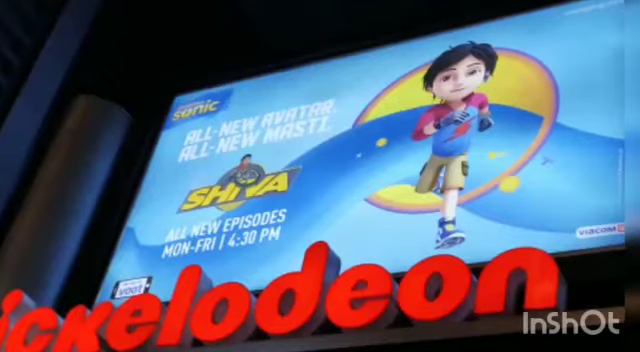 sonic
ALL-NEW AVATAR.
ALL-NEW MASTI.
SHIVA
ALL NEW EPISODES
MON-FRI | 4:30 PM
VOOT
VIACOM
nickelodeon
InShOt